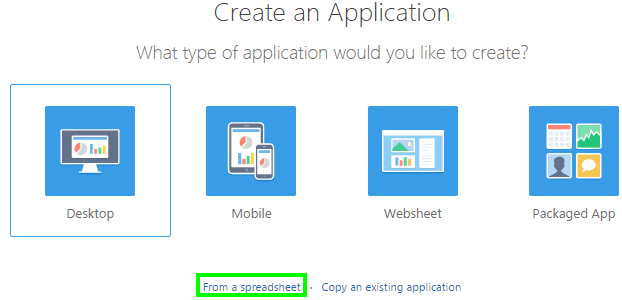 Create an Application
What type of application would you like to create?
Desktop Mobile Websheet Packaged App
From a spreadsheet · Copy an existing application